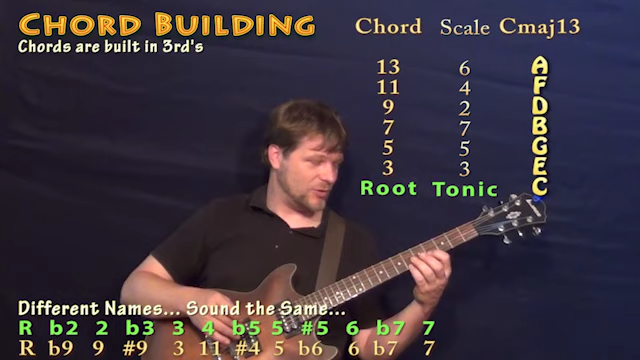 Chord Building
Chords are built in 3rd's
Chord Scale Cmaj13
13 6 A
11 4 F
9 2 D
7 7 B
5 5 G
3 3 E
Root Tonic C
Different Names... Sound the Same...
R b2 2 b3 3 4 b5 5 #5 6 b7 7
R b9 9 #9 3 11 #4 5 b6 6 b7 7